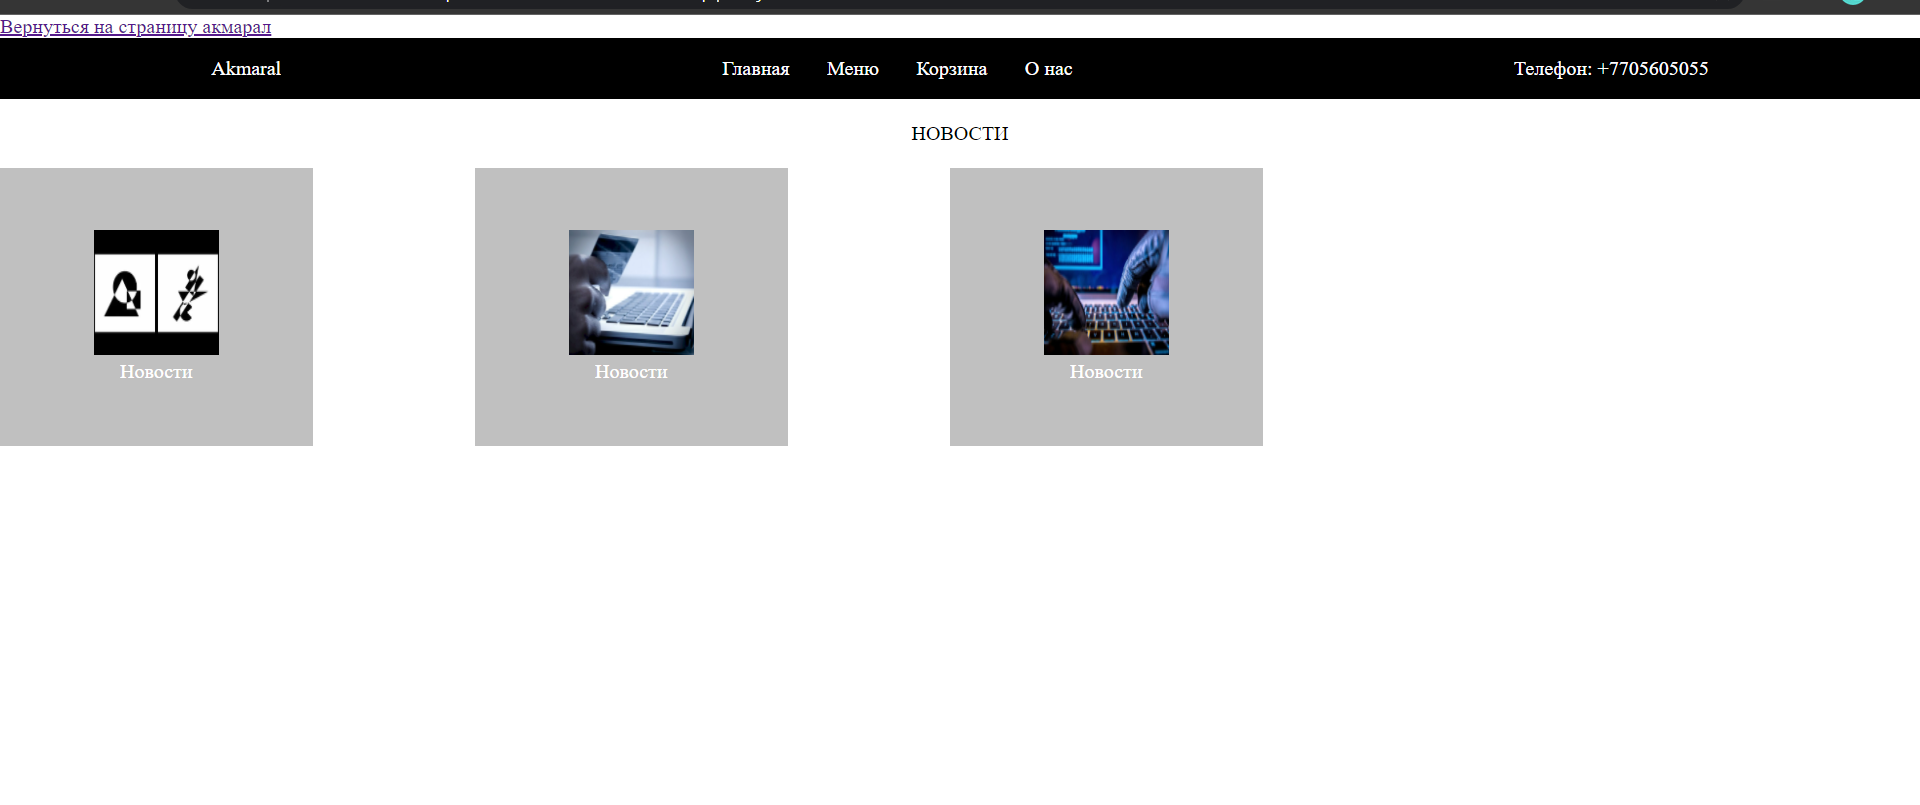 Вернуться на страницу акмарал
Akmaral Главная Меню Корзина О нас Телефон: +7705605055
НОВОСТИ
Новости Новости Новости